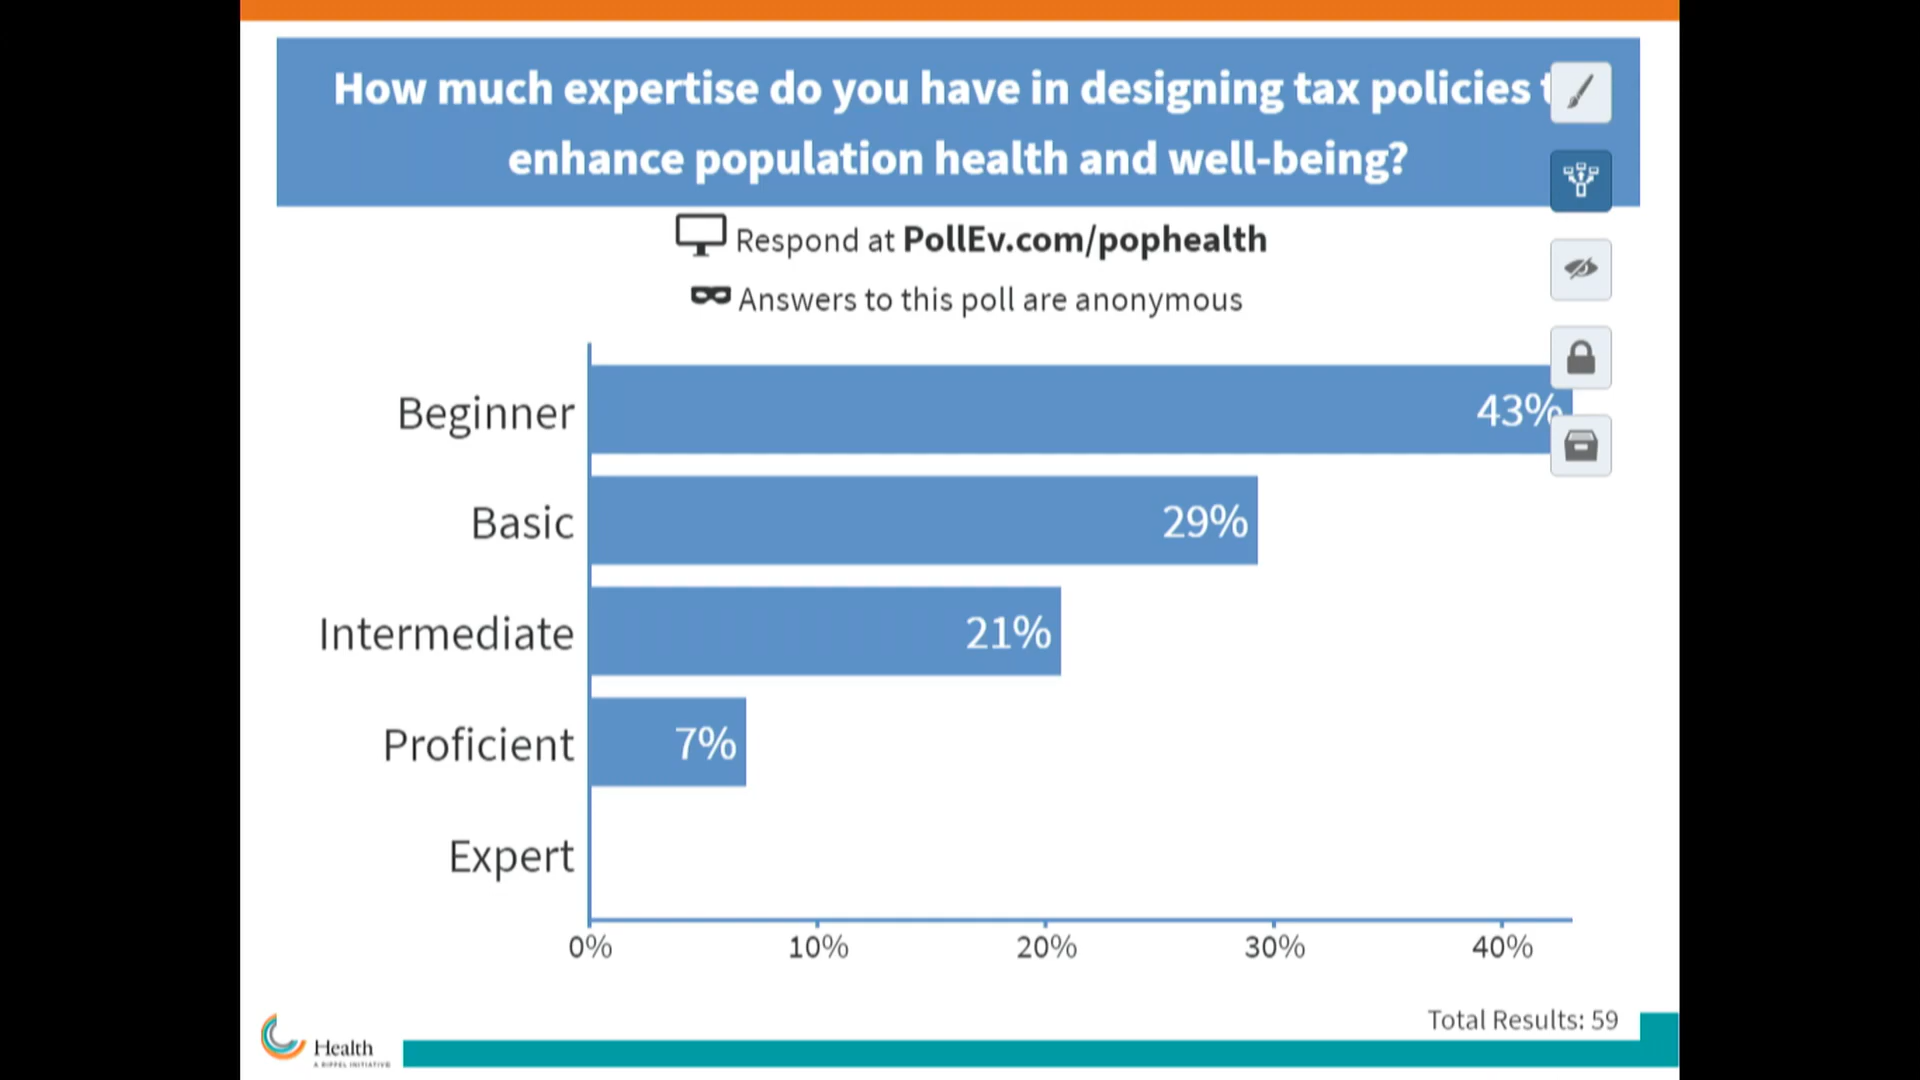 How much expertise do you have in designing tax policies
enhance population health and well-being?
Respond at PollEv.com/pophealth
Answers to this poll are anonymous
Beginner
43%
Basic
29%
Intermediate
21%
Proficient
7%
Expert
0% 10% 20% 30% 40%
Total Results: 59
Health
A RIPPEL INITIATIVE